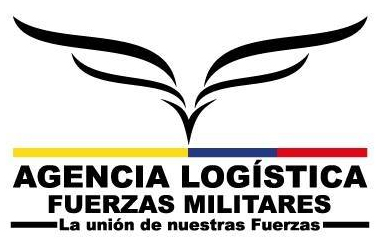 AGENCIA LOGÍSTICA
FUERZAS MILITARES
La unión de nuestras Fuerzas